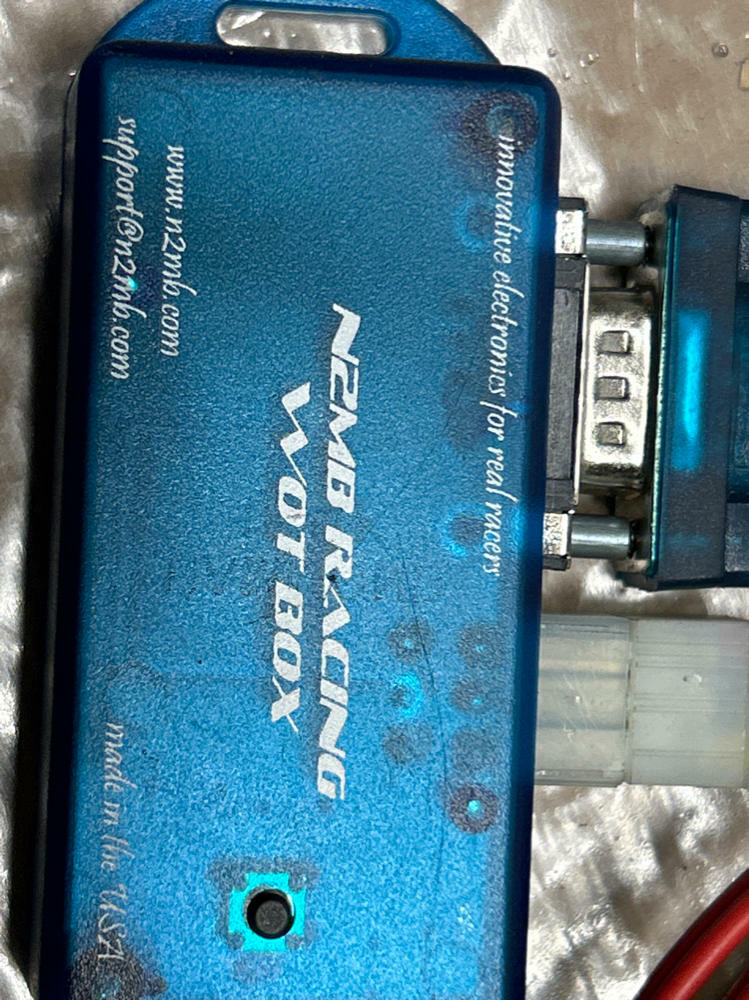 innovative electronics for real racers
N2MB RACING
WOT BOX
www.n2mb.com
support@n2mb.com
made in the USA